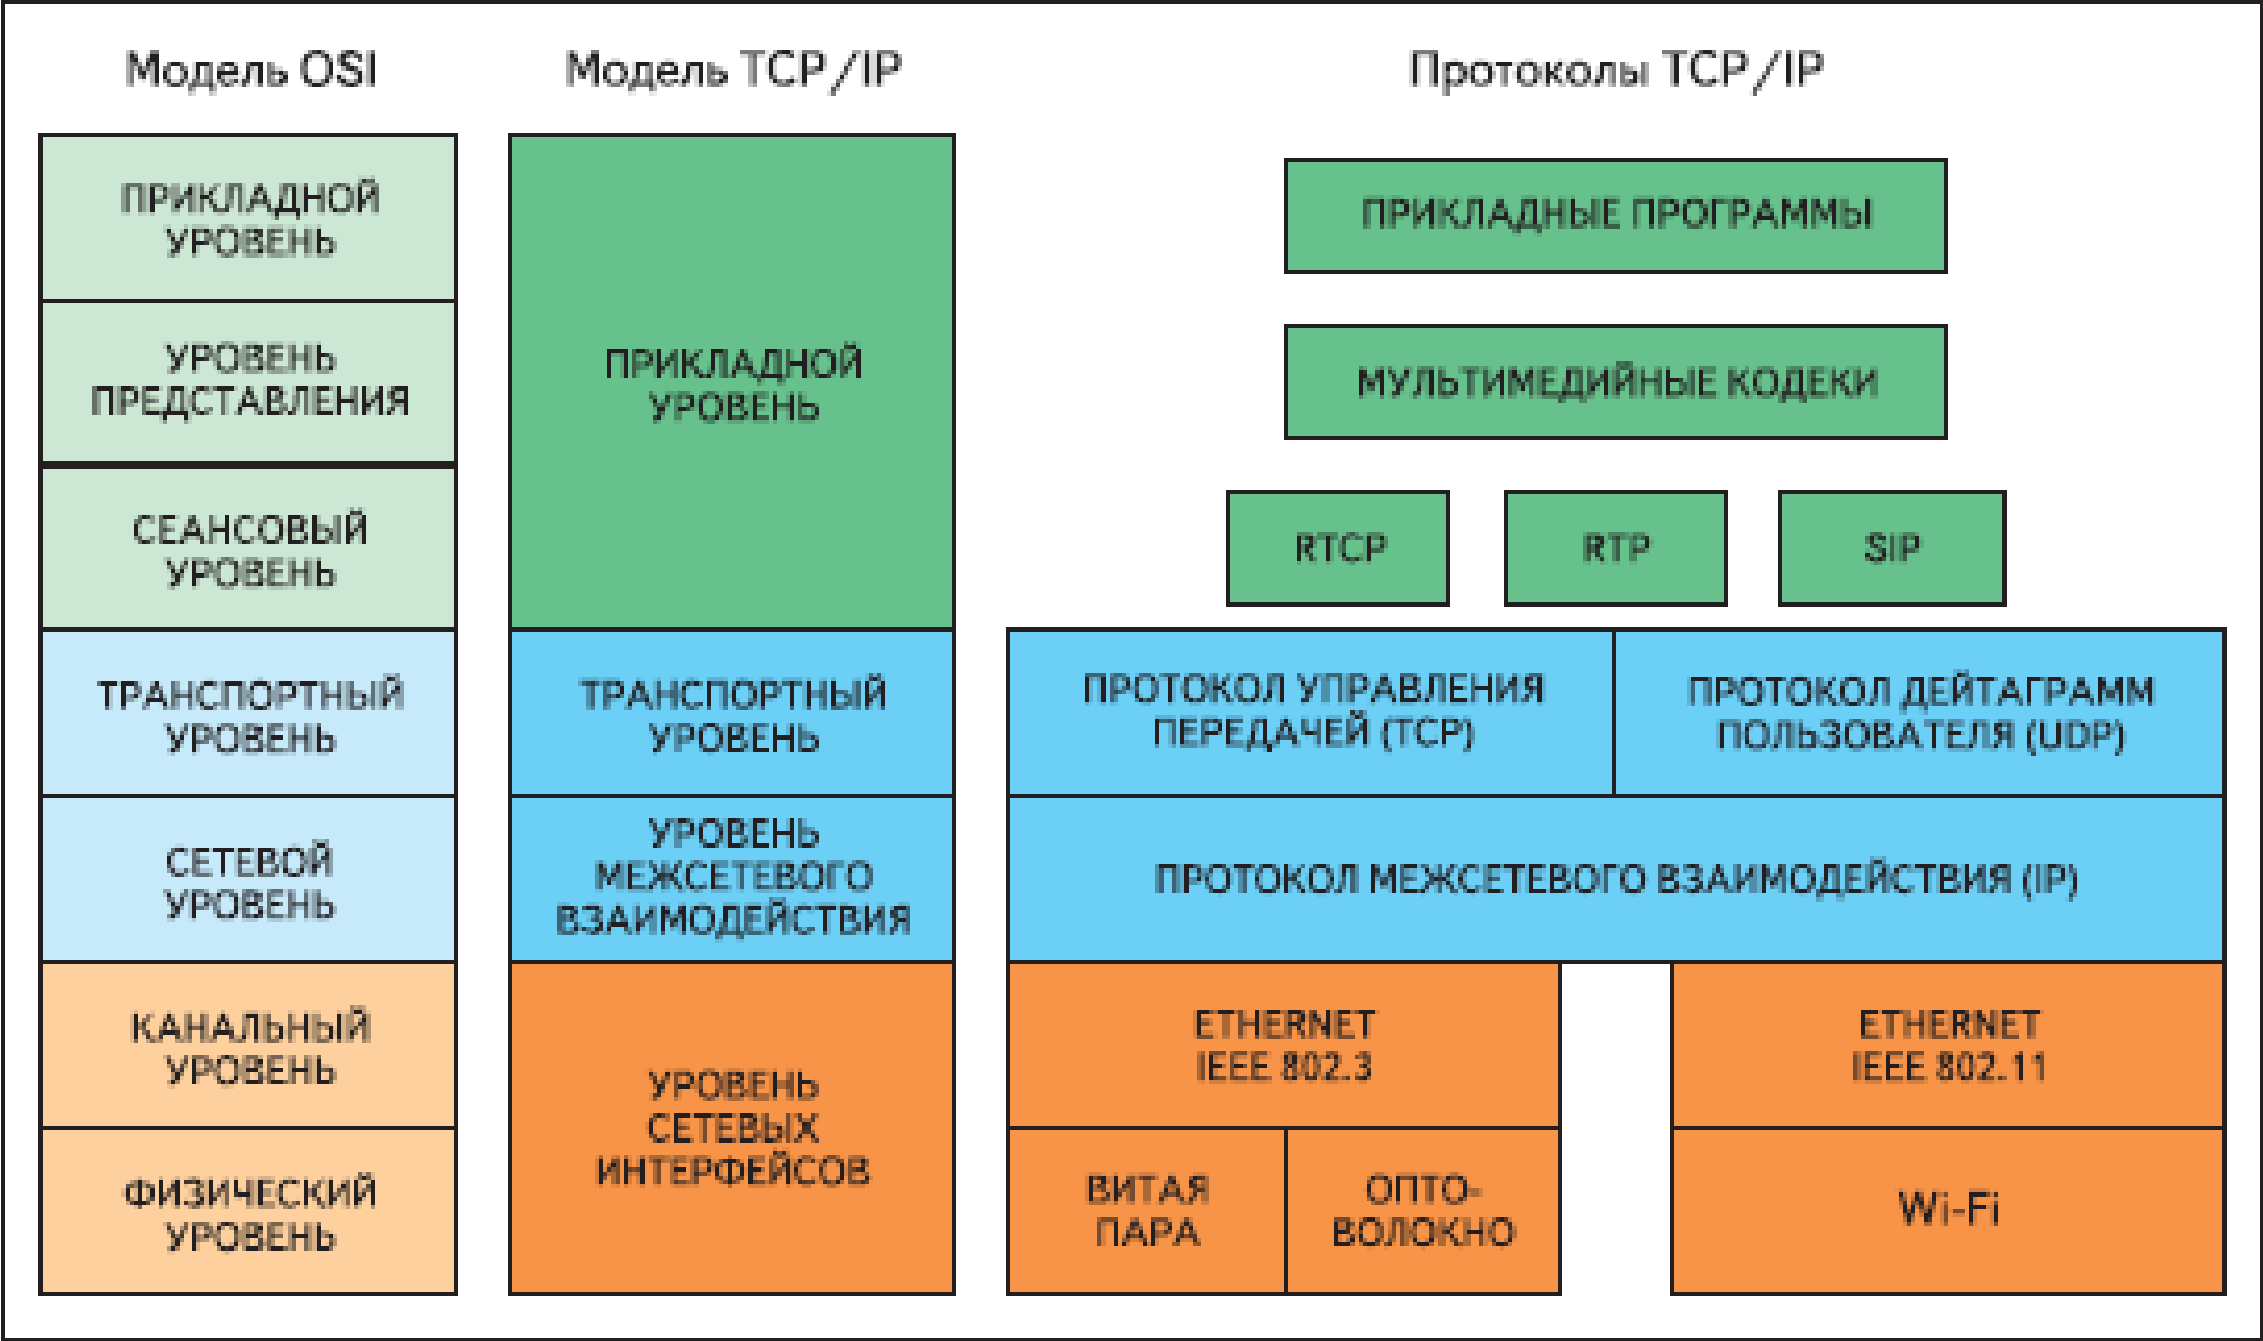 Модель OSI
Модель TCP/IP
Протоколы TCP/IP
ПРИКЛАДНОЙ
УРОВЕНЬ
УРОВЕНЬ
ПРЕДСТАВЛЕНИЯ
СЕАНСОВЫЙ
УРОВЕНЬ
ТРАНСПОРТНЫЙ
УРОВЕНЬ
СЕТЕВОЙ
УРОВЕНЬ
КАНАЛЬНЫЙ
УРОВЕНЬ
ФИЗИЧЕСКИЙ
УРОВЕНЬ
ПРИКЛАДНОЙ
УРОВЕНЬ
ТРАНСПОРТНЫЙ
УРОВЕНЬ
УРОВЕНЬ
МЕЖСЕТЕВОГО
ВЗАИМОДЕЙСТВИЯ
УРОВЕНЬ
СЕТЕВЫХ
ИНТЕРФЕЙСОВ
ПРИКЛАДНЫЕ ПРОГРАММЫ
МУЛЬТИМЕДИЙНЫЕ КОДЕКИ
RTCP
RTP
SIP
ПРОТОКОЛ УПРАВЛЕНИЯ
ПЕРЕДАЧЕЙ (TCP)
ПРОТОКОЛ ДЕЙТАГРАММ
ПОЛЬЗОВАТЕЛЯ (UDP)
ПРОТОКОЛ МЕЖСЕТЕВОГО ВЗАИМОДЕЙСТВИЯ (IP)
ETHERNET
IEEE 802.3
ETHERNET
IEEE 802.11
ВИТАЯ
ПАРА
ОПТО-
ВОЛОКНО
Wi-Fi